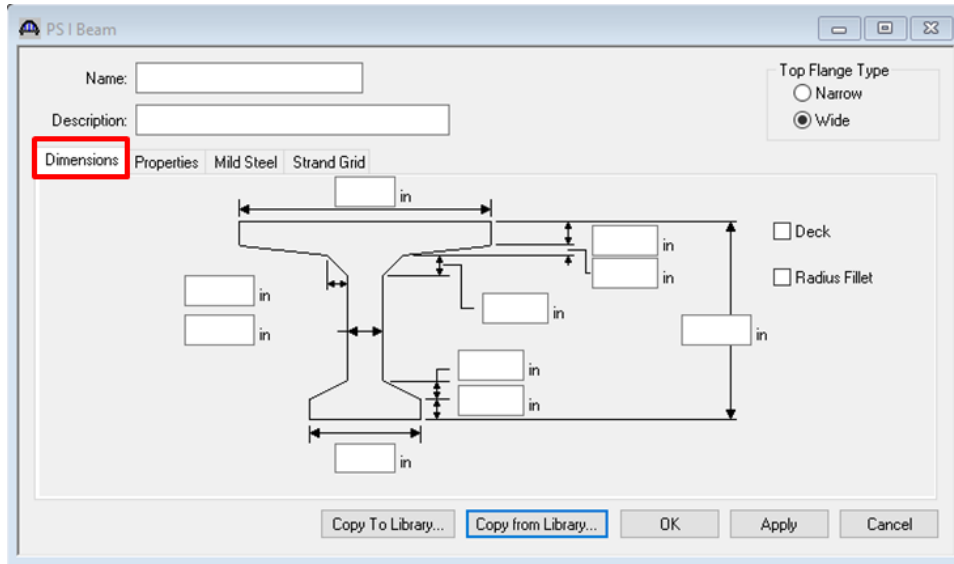 PS I Beam
Name:
Top Flange Type
Narrow
Description:
Wide
Dimensions Properties Mild Steel Strand Grid
in
in
Deck
in
Radius Fillet
in
in
in
in
in
in
in
Copy To Library... Copy from Library... OK Apply Cancel